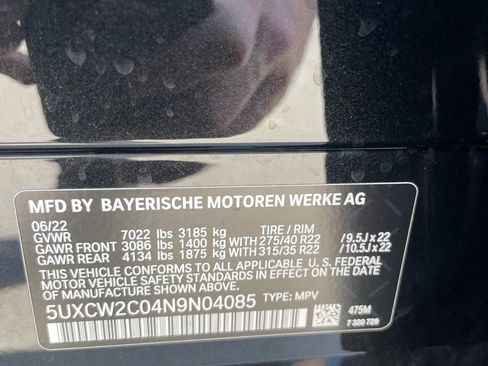 MFD BY BAYERISCHE MOTOREN WERKE AG
06/22 TIRE / RIM
GVWR 7022 lbs 3185 kg
GAWR FRONT 3086 lbs 1400 kg WITH 275/40 R22 /9.5J x 22
GAWR REAR 4134 lbs 1875 kg WITH 315/35 R22 /10.5J x 22
THIS VEHICLE CONFORMS TO ALL APPLICABLE U. S. FEDERAL
MOTOR VEHICLE SAFETY STANDARDS IN EFFECT ON THE
DATE OF MANUFACTURE SHOWN ABOVE.
5UXCW2C04N9N04085 TYPE: MPV
475M
7 320 729